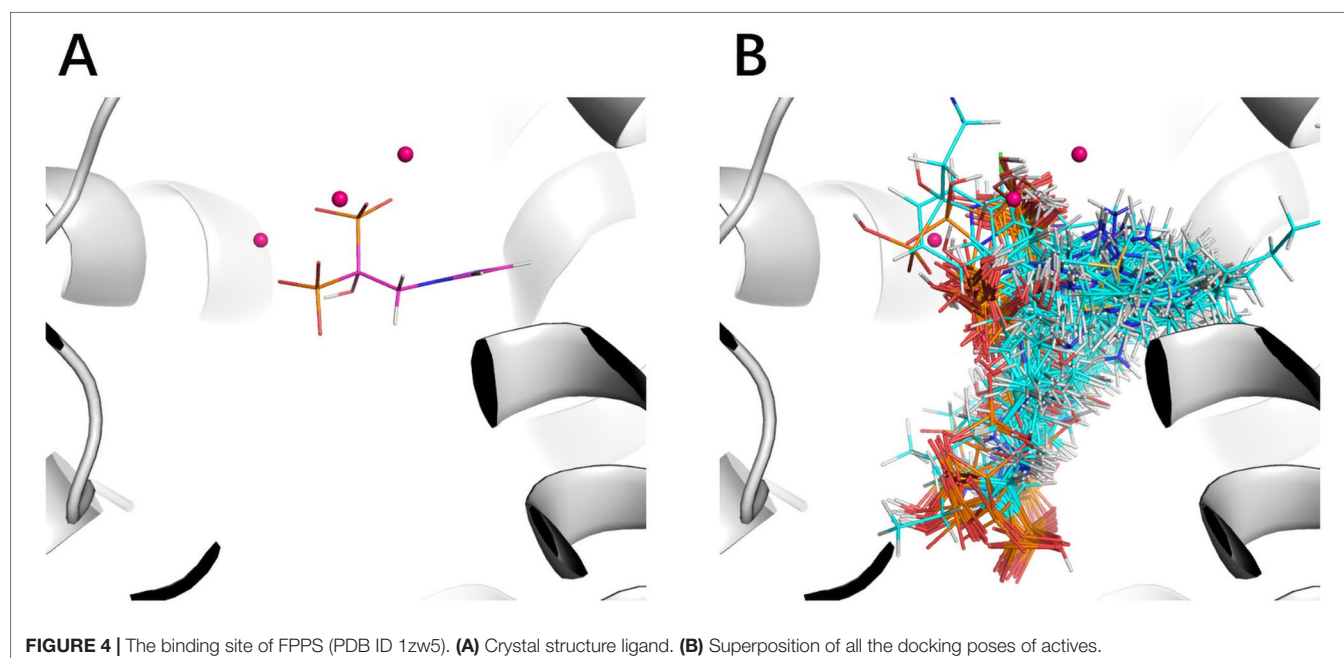 A
B
FIGURE 4 | The binding site of FPPS (PDB ID 1zw5). (A) Crystal structure ligand. (B) Superposition of all the docking poses of actives.